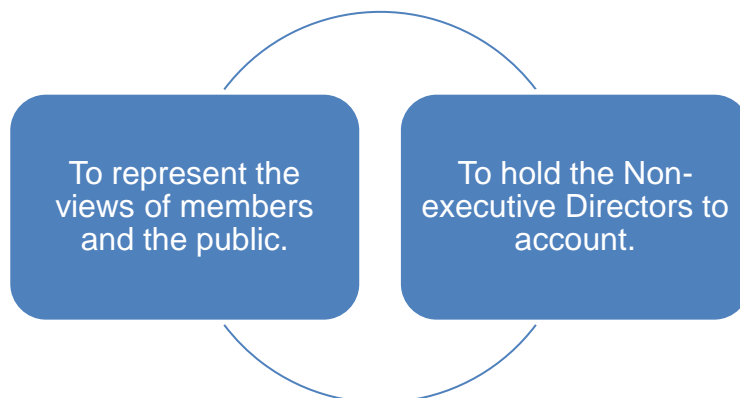 To represent the
views of members
and the public.
To hold the Non-
executive Directors to
account.